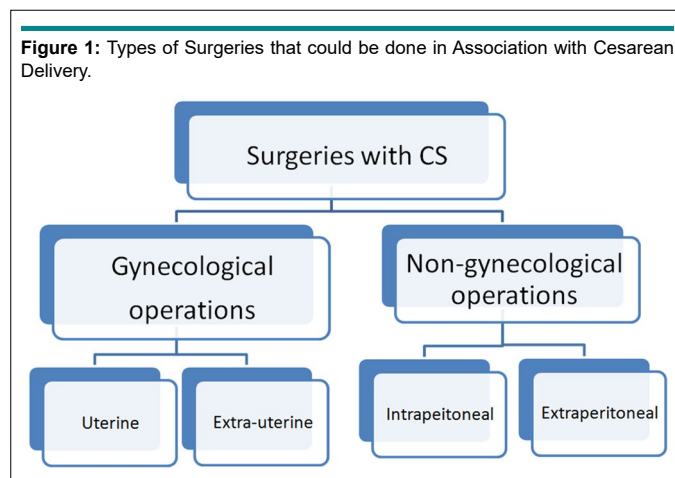 Figure 1: Types of Surgeries that could be done in Association with Cesarean
Delivery.
Surgeries with CS
Gynecological
operations
Non-gynecological
operations
Uterine
Extra-uterine
Intrapeitoneal
Extraperitoneal